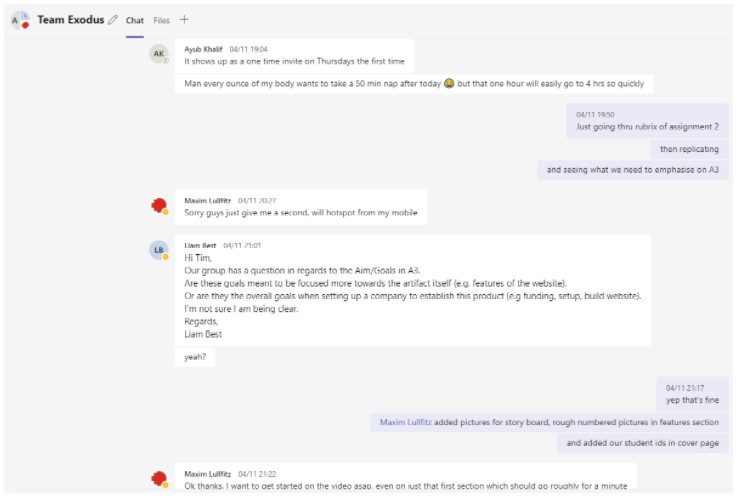 Team Exodus
Chat
Files
AK
Ayub Khalif 04/11 19:04
It shows up as a one time invite on Thursdays the first time
Man every ounce of my body wants to take a 50 min nap after today 😩 but that one hour will easily go to 4 hrs so quickly
04/11 19:50
Just going thru rubrix of assignment 2
then replicating
and seeing what we need to emphasise on A3
Maxim Lullfitz 04/11 20:27
Sorry guys just give me a second, will hotspot from my mobile
LB
Liam Best 04/11 21:01
Hi Tim,
Our group has a question in regards to the Aim/Goals in A3.
Are these goals meant to be focused more towards the artifact itself (e.g. features of the website).
Or are they the overall goals when setting up a company to establish this product (e.g funding, setup, build website).
I'm not sure I am being clear.
Regards,
Liam Best
yeah?
04/11 21:17
yep that's fine
Maxim Lullfitz added pictures for story board, rough numbered pictures in features section
and added our student ids in cover page
Maxim Lullfitz 04/11 21:22
Ok thanks. I want to get started on the video asap, even on just that first section which should go roughly for a minute